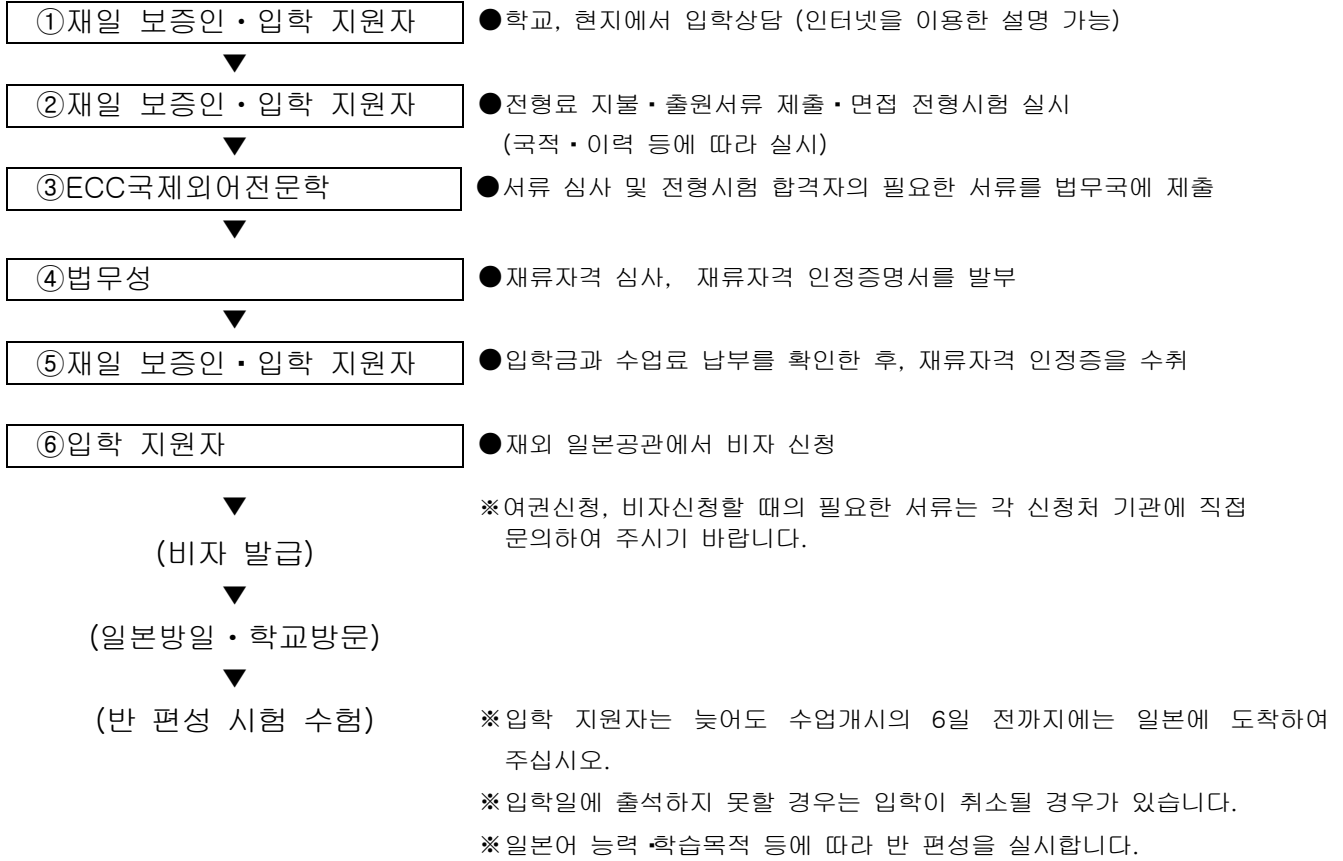 ①재일 보증인・입학 지원자 ●학교, 현지에서 입학상담 (인터넷을 이용한 설명 가능)
▼
②재일 보증인・입학 지원자 ●전형료 지불・출원서류 제출・면접 전형시험 실시
▼ (국적・이력 등에 따라 실시)
③ECC국제외어전문학 ●서류 심사 및 전형시험 합격자의 필요한 서류를 법무국에 제출
▼
④법무성 ●재류자격 심사, 재류자격 인정증명서를 발부
▼
⑤재일 보증인・입학 지원자 ●입학금과 수업료 납부를 확인한 후, 재류자격 인정증을 수취
⑥입학 지원자 ●재외 일본공관에서 비자 신청
▼ ※여권신청, 비자신청할 때의 필요한 서류는 각 신청처 기관에 직접
문의하여 주시기 바랍니다.
(비자 발급)
▼
(일본방일・학교방문)
▼
(반 편성 시험 수험) ※입학 지원자는 늦어도 수업개시의 6일 전까지에는 일본에 도착하여
주십시오.
※입학일에 출석하지 못할 경우는 입학이 취소될 경우가 있습니다.
※일본어 능력・학습목적 등에 따라 반 편성을 실시합니다.